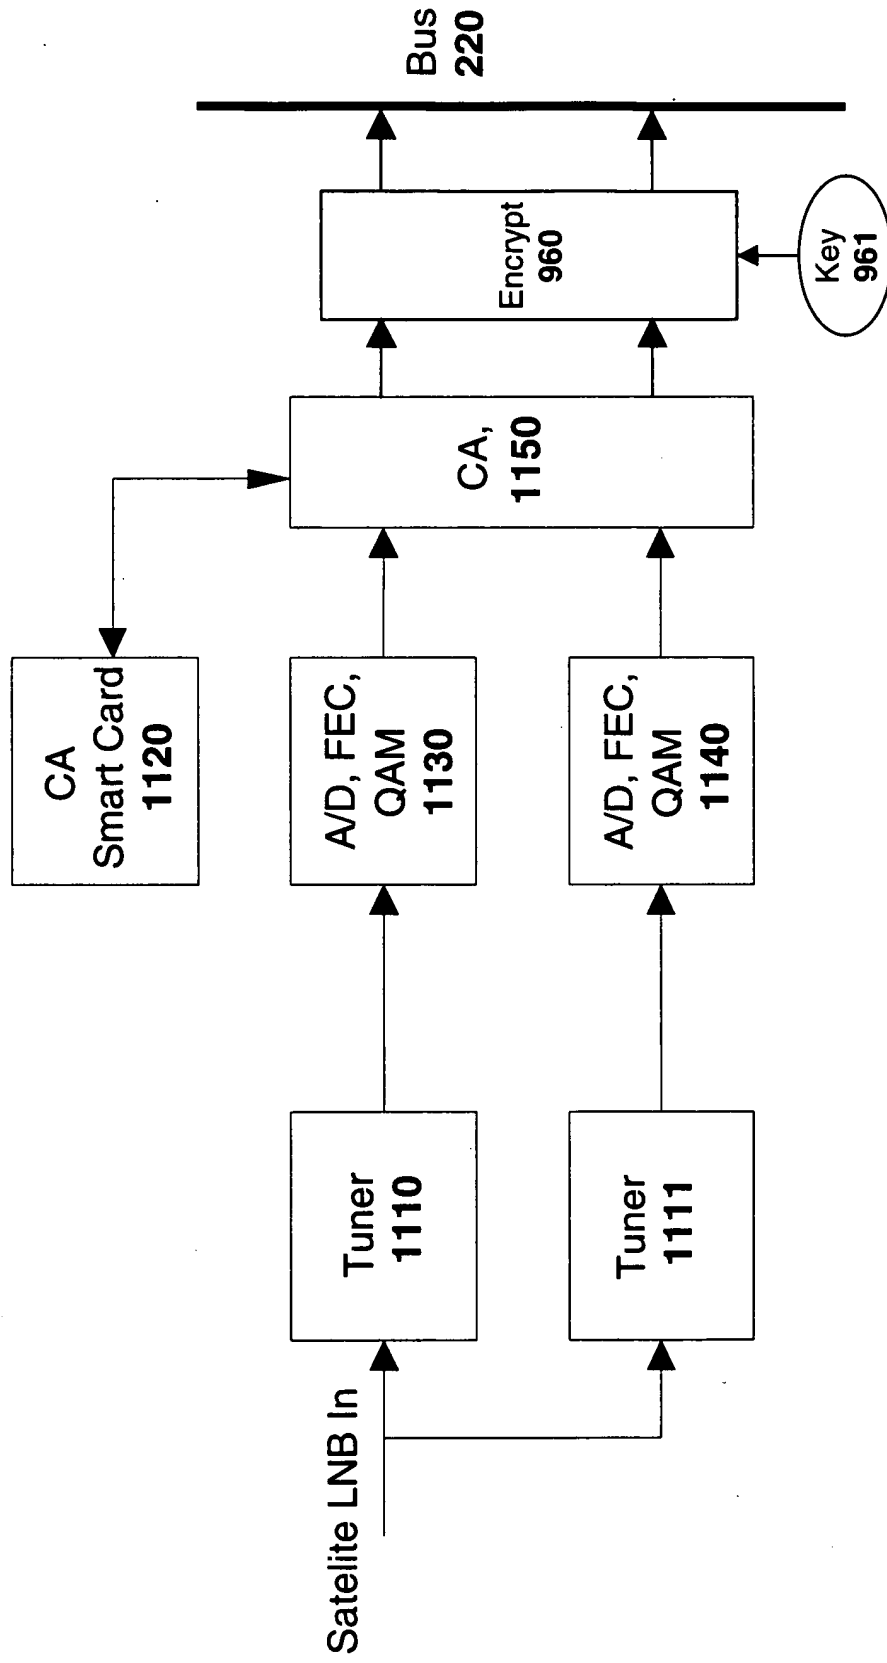 Satelite LNB In
Tuner
1110
Tuner
1111
CA
Smart Card
1120
A/D, FEC,
QAM
1130
A/D, FEC,
QAM
1140
CA,
1150
Encrypt
960
Key
961
Bus
220